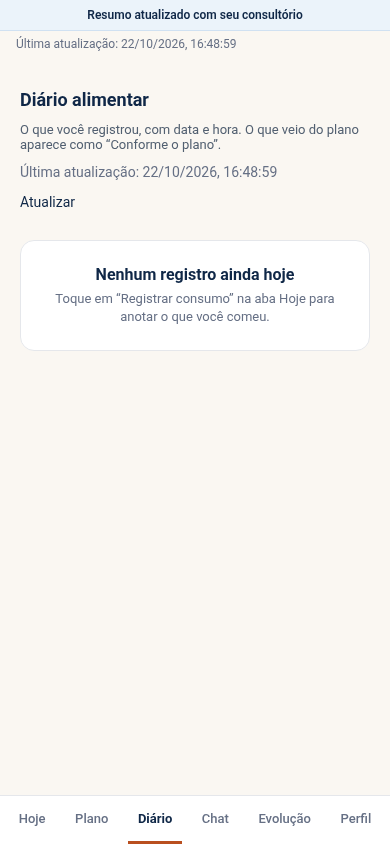 Resumo atualizado com seu consultório
Última atualização: 22/10/2026, 16:48:59
Diário alimentar
O que você registrou, com data e hora. O que veio do plano
aparece como “Conforme o plano”.
Última atualização: 22/10/2026, 16:48:59
Atualizar
Nenhum registro ainda hoje
Toque em “Registrar consumo” na aba Hoje para
anotar o que você comeu.
Hoje Plano Diário Chat Evolução Perfil